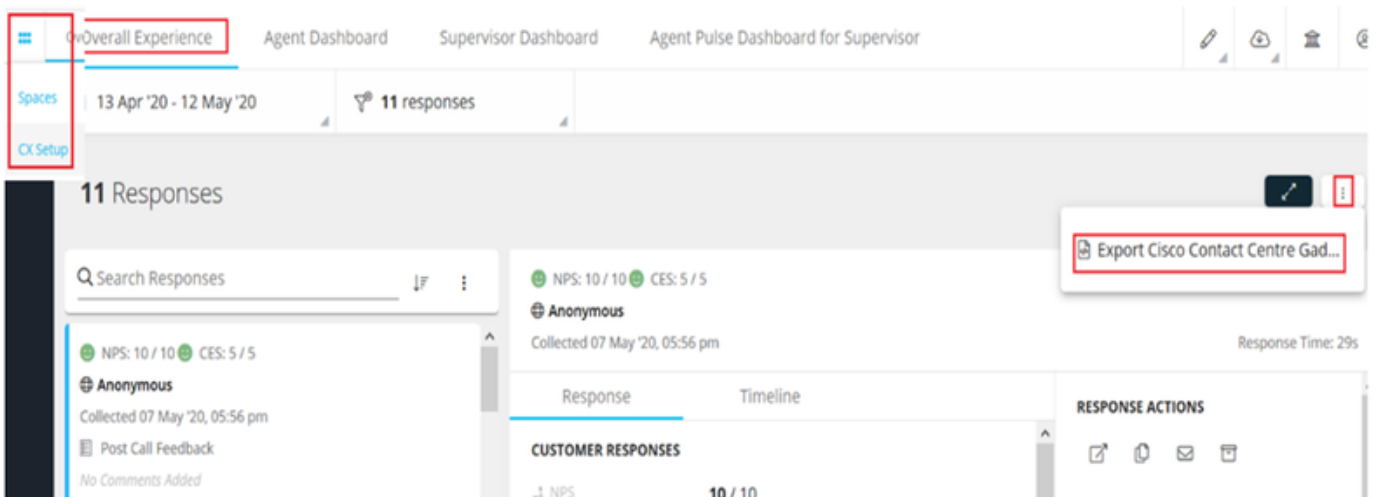 Overall Experience Agent Dashboard Supervisor Dashboard Agent Pulse Dashboard for Supervisor
Spaces
13 Apr '20 - 12 May '20 11 responses
CX Setup
11 Responses
Export Cisco Contact Centre Gad...
Search Responses
NPS: 10 / 10 CES: 5 / 5
Anonymous
Collected 07 May '20, 05:56 pm
Post Call Feedback
No Comments Added
NPS: 10 / 10 CES: 5 / 5
Anonymous
Collected 07 May '20, 05:56 pm Response Time: 29s
Response Timeline
CUSTOMER RESPONSES
NPS 10 / 10
RESPONSE ACTIONS